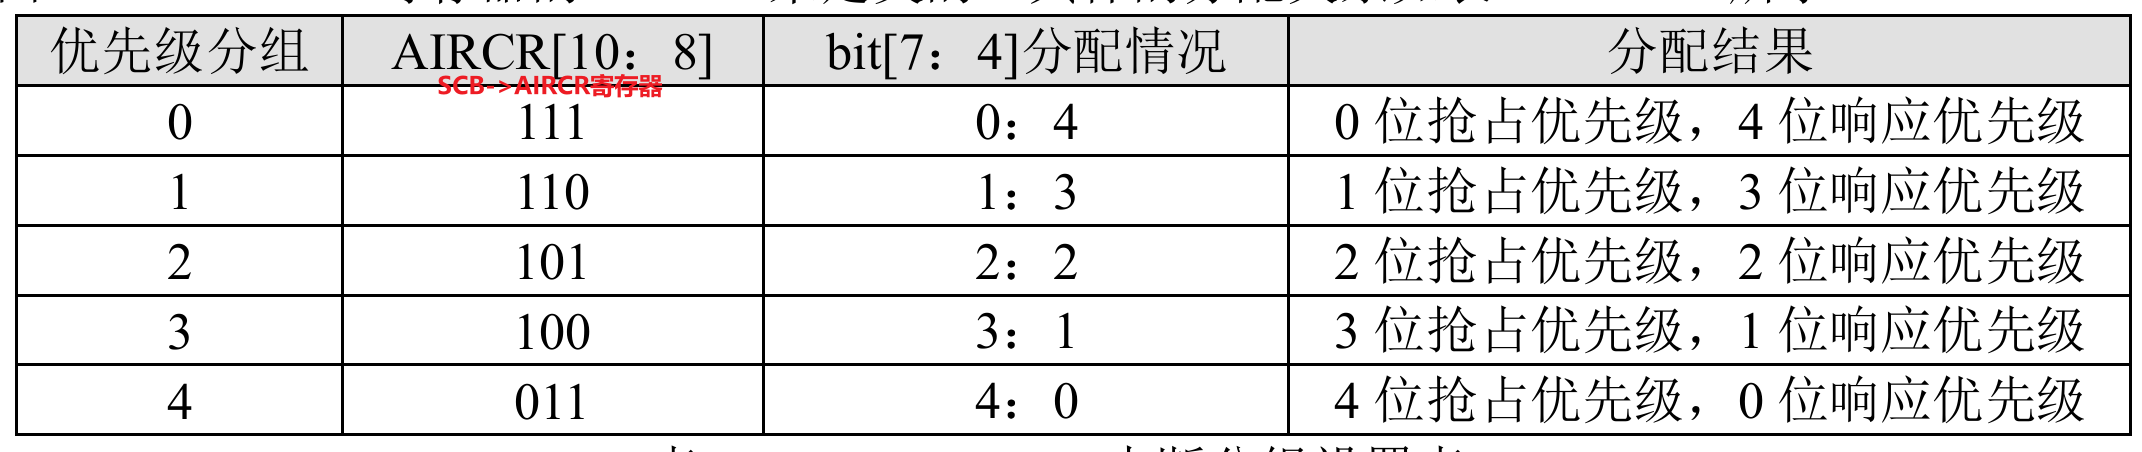 优先级分组 AIRCR[10：8] bit[7：4]分配情况 分配结果
SCB->AIRCR寄存器
0 111 0：4 0 位抢占优先级，4 位响应优先级
1 110 1：3 1 位抢占优先级，3 位响应优先级
2 101 2：2 2 位抢占优先级，2 位响应优先级
3 100 3：1 3 位抢占优先级，1 位响应优先级
4 011 4：0 4 位抢占优先级，0 位响应优先级